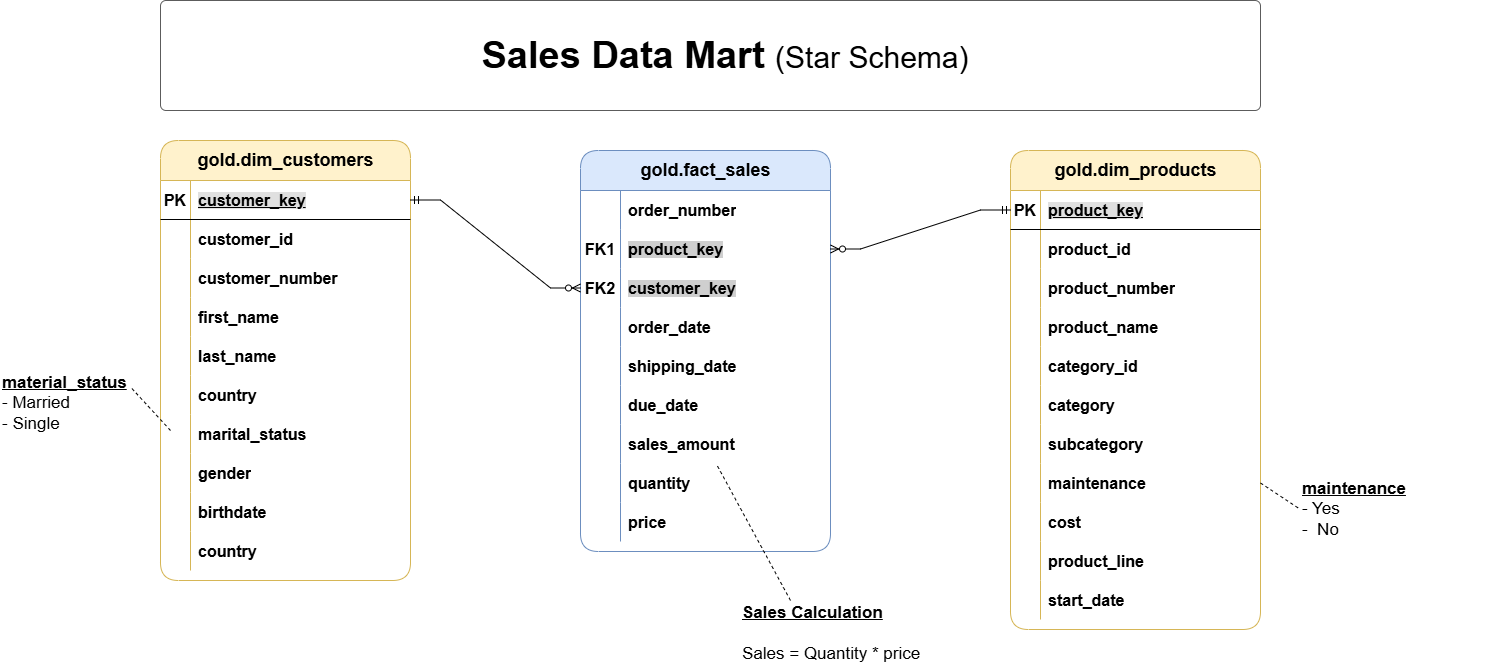 Sales Data Mart (Star Schema)
gold.dim_customers
PK customer_key
customer_id
customer_number
first_name
last_name
country
marital_status
gender
birthdate
country
material_status
- Married
- Single
gold.fact_sales
order_number
FK1 product_key
FK2 customer_key
order_date
shipping_date
due_date
sales_amount
quantity
price
Sales Calculation
Sales = Quantity * price
gold.dim_products
PK product_key
product_id
product_number
product_name
category_id
category
subcategory
maintenance
cost
product_line
start_date
maintenance
- Yes
- No